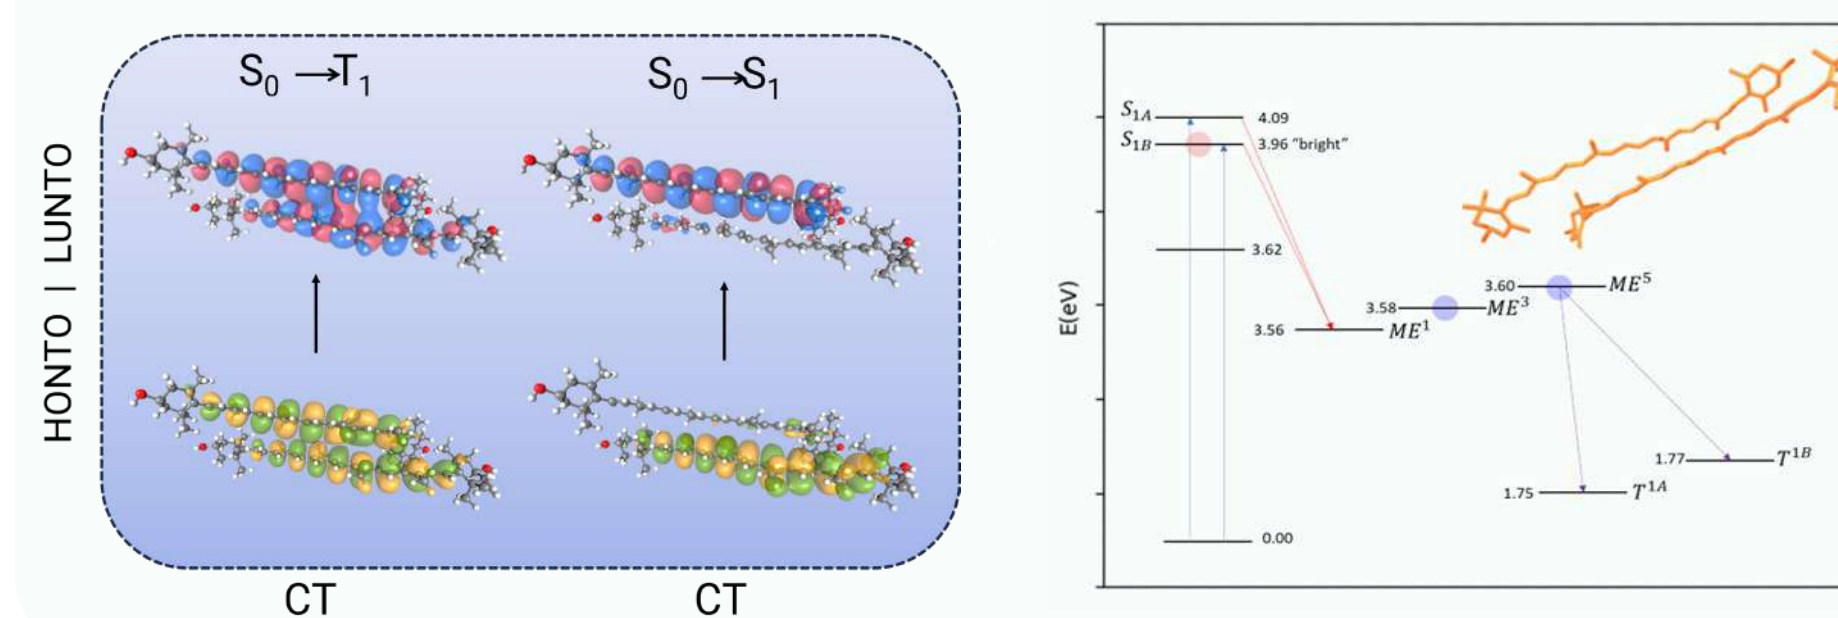 S₀ →T₁
S₀ →S₁
HONTO | LUNTO
CT
CT
E(eV)
S₁A 4.09
S₁B 3.96 “bright”
3.62
3.56 ME¹
3.58 ME³
3.60 ME⁵
1.77 T¹ᴮ
1.75 T¹ᴬ
0.00